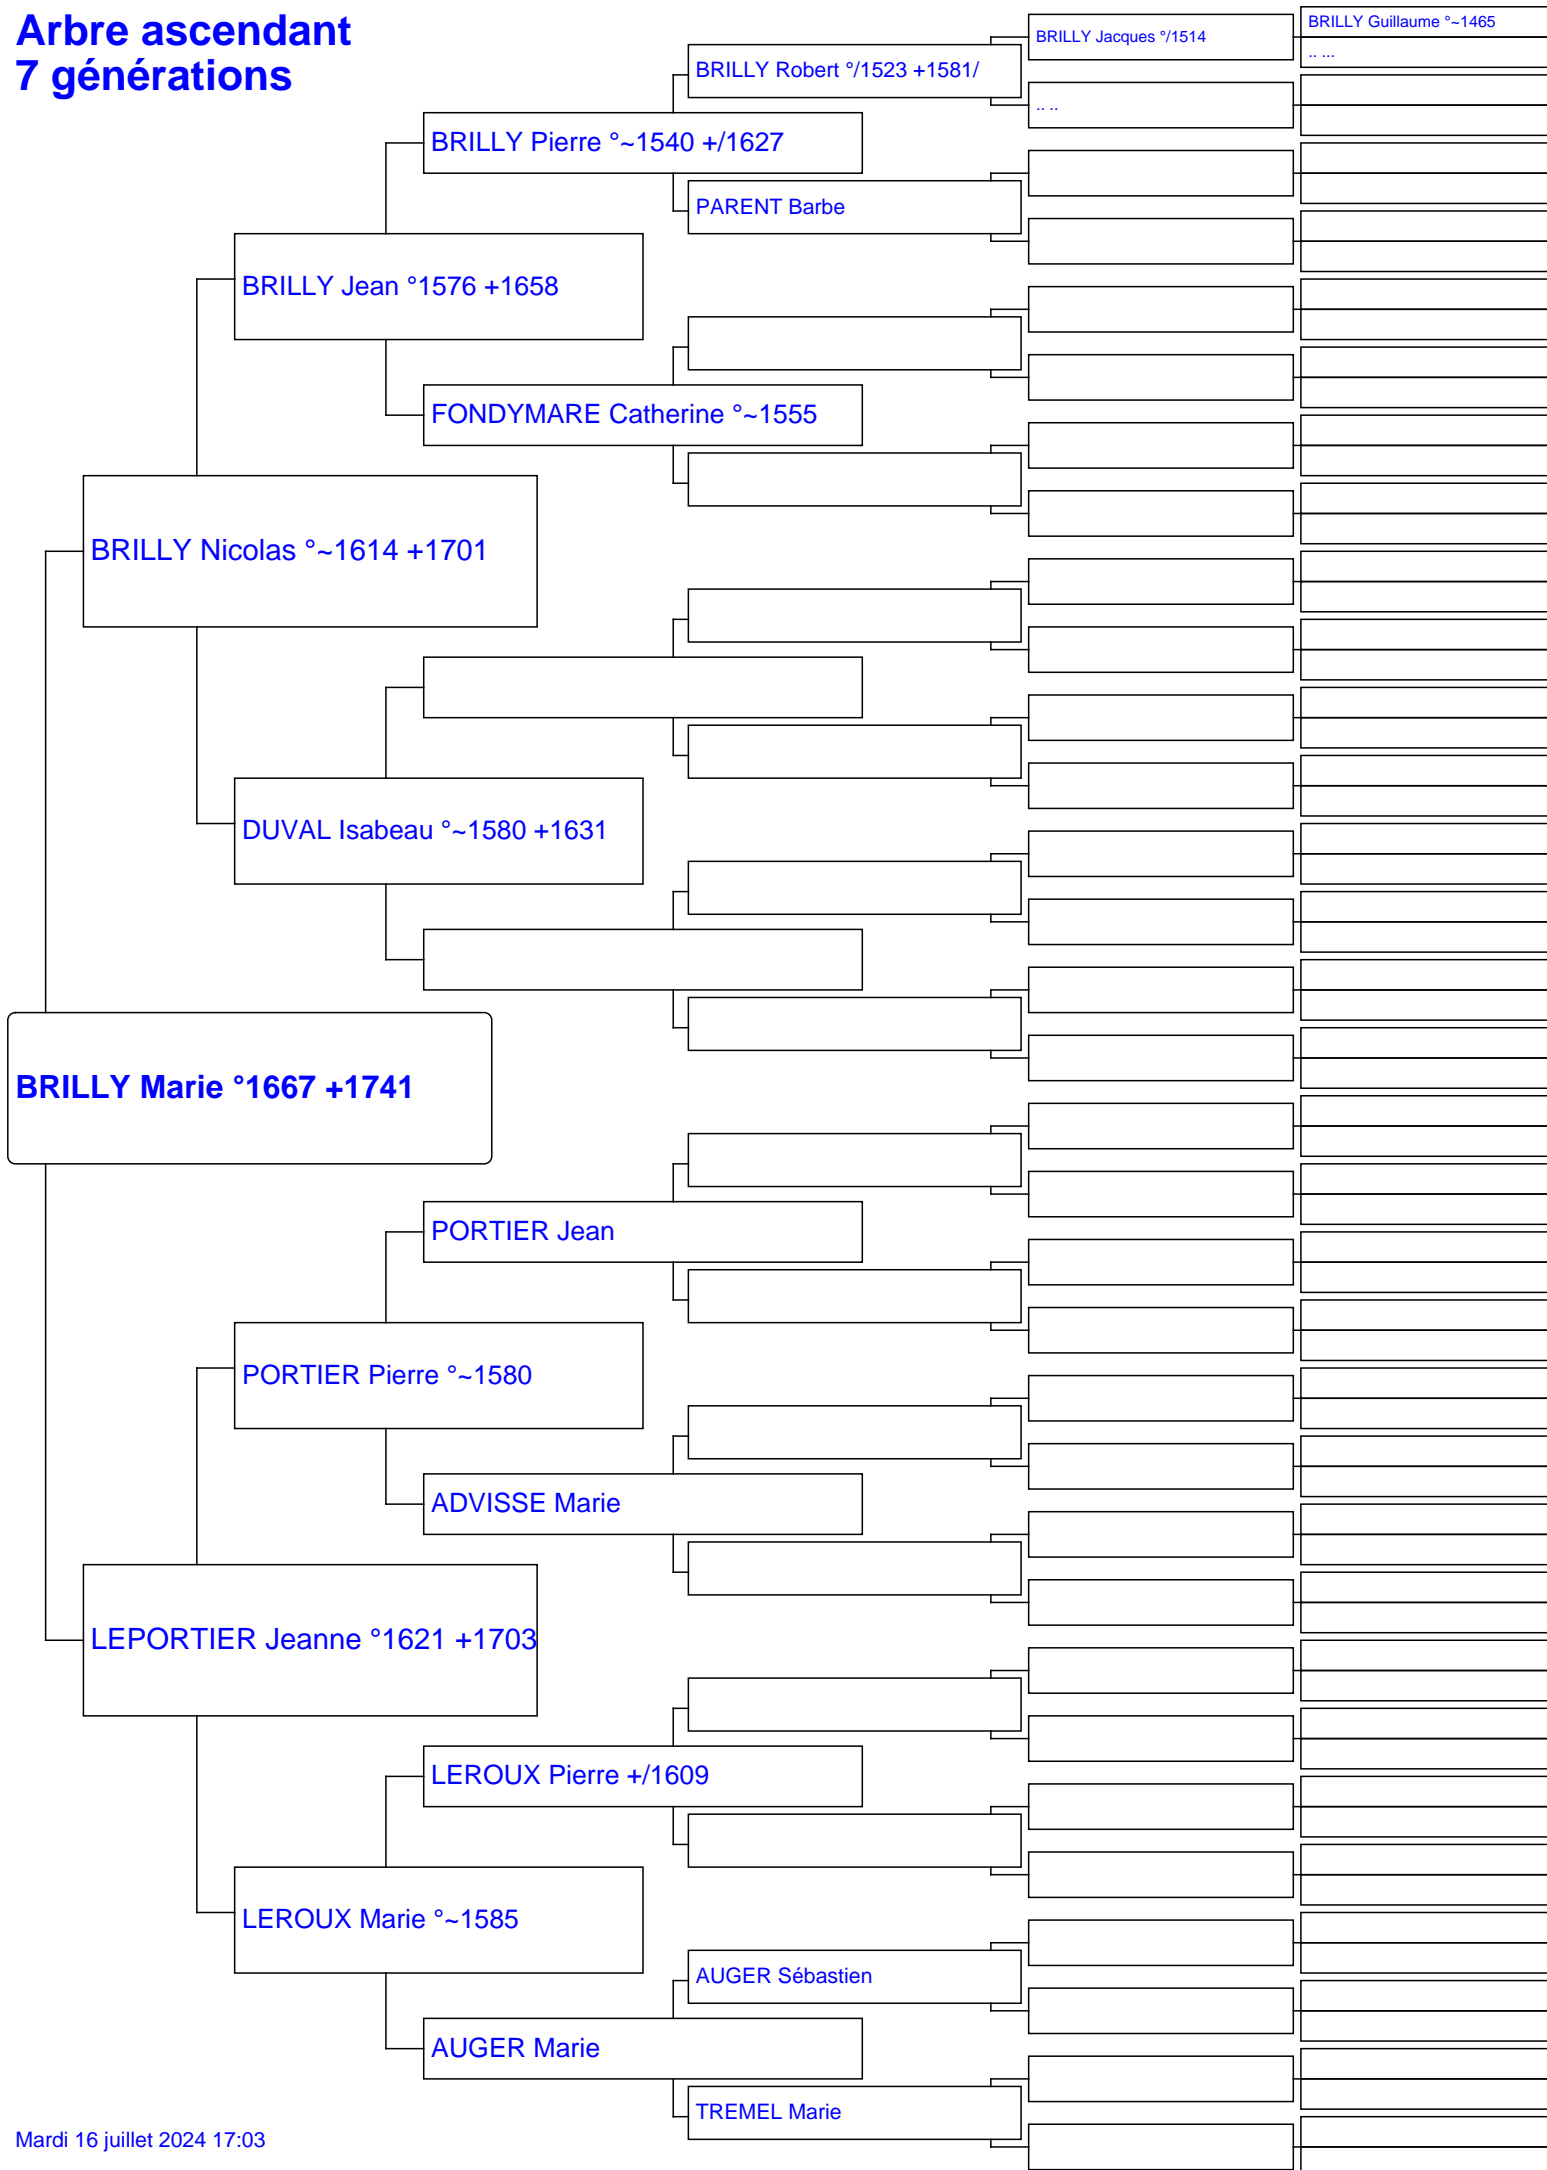 Arbre ascendant
7 générations
BRILLY Guillaume °~1465
.. ...
BRILLY Jacques °/1514
.. ..
BRILLY Robert °/1523 +1581/
BRILLY Pierre °~1540 +/1627
PARENT Barbe
BRILLY Jean °1576 +1658
FONDYMARE Catherine °~1555
BRILLY Nicolas °~1614 +1701
DUVAL Isabeau °~1580 +1631
BRILLY Marie °1667 +1741
PORTIER Jean
PORTIER Pierre °~1580
ADVISSE Marie
LEPORTIER Jeanne °1621 +1703
LEROUX Pierre +/1609
LEROUX Marie °~1585
AUGER Sébastien
AUGER Marie
TREMEL Marie
Mardi 16 juillet 2024 17:03